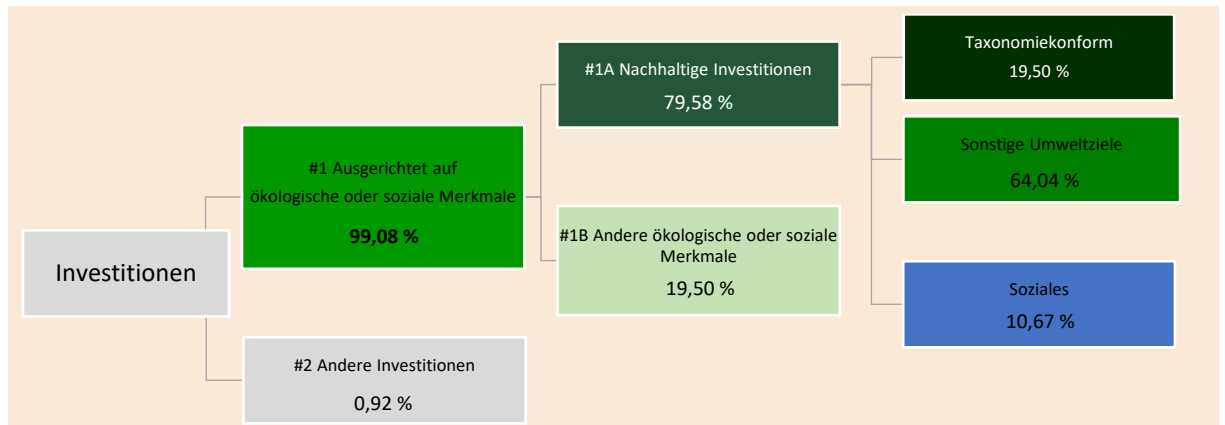 Investitionen
#1 Ausgerichtet auf
ökologische oder soziale Merkmale
99,08 %
#2 Andere Investitionen
0,92 %
#1A Nachhaltige Investitionen
79,58 %
#1B Andere ökologische oder soziale
Merkmale
19,50 %
Taxonomiekonform
19,50 %
Sonstige Umweltziele
64,04 %
Soziales
10,67 %